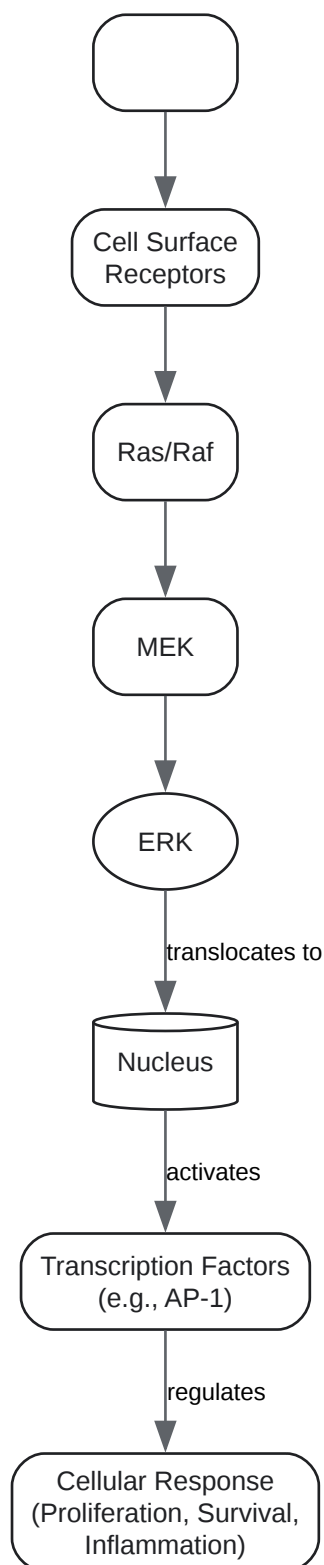 Cell Surface
Receptors
Ras/Raf
MEK
ERK
translocates to
Nucleus
activates
Transcription Factors
(e.g., AP-1)
regulates
Cellular Response
(Proliferation, Survival,
Inflammation)